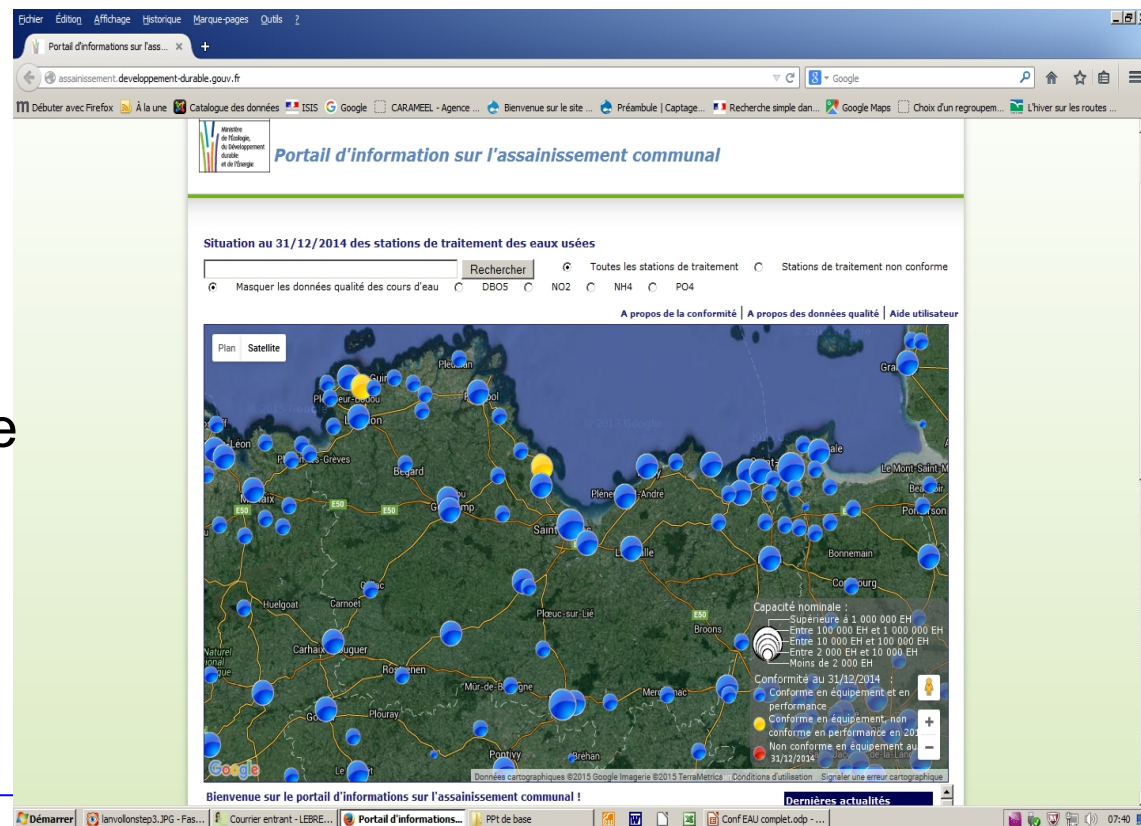 Fichier Édition Affichage Historique Marque-pages Outils ?
Portail d'informations sur l'ass... × +
assainissement.developpement-durable.gouv.fr
Google
Débuter avec Firefox À la une Catalogue des données ISIS Google CARAMEEL - Agence ... Bienvenue sur le site ... Préambule | Captage... Recherche simple dan... Google Maps Choix d'un regroupem... L'hiver sur les routes ...
Ministère
de l'Écologie,
du Développement
durable
et de l'Énergie
Portail d'information sur l'assainissement communal
e
Situation au 31/12/2014 des stations de traitement des eaux usées
Rechercher Toutes les stations de traitement Stations de traitement non conforme
Masquer les données qualité des cours d'eau DBO5 NO2 NH4 PO4
A propos de la conformité | A propos des données qualité | Aide utilisateur
Plan Satellite
E50
E50
E50
Huelgoat
Carnoët
Plouray
Plœuc-sur-Lié
Broons
Bonnemain
Pontivy
Bréhan
Capacité nominale :
Supérieure à 1 000 000 EH
Entre 100 000 EH et 1 000 000 EH
Entre 10 000 EH et 100 000 EH
Entre 2 000 EH et 10 000 EH
Moins de 2 000 EH
Conformité au 31/12/2014 :
Conforme en équipement et en
performance
Conforme en équipement, non
conforme en performance en 201
Non conforme en équipement au
31/12/2014
+
−
Google
Données cartographiques ©2015 Google Imagerie ©2015 TerraMetrica Conditions d'utilisation Signaler une erreur cartographique
Bienvenue sur le portail d'informations sur l'assainissement communal !
Dernières actualités
Démarrer lanvollonstep3.JPG - Fas... Courrier entrant - LEBRE... Portail d'informations... PPt de base Conf EAU complet.odp - ... 07:40